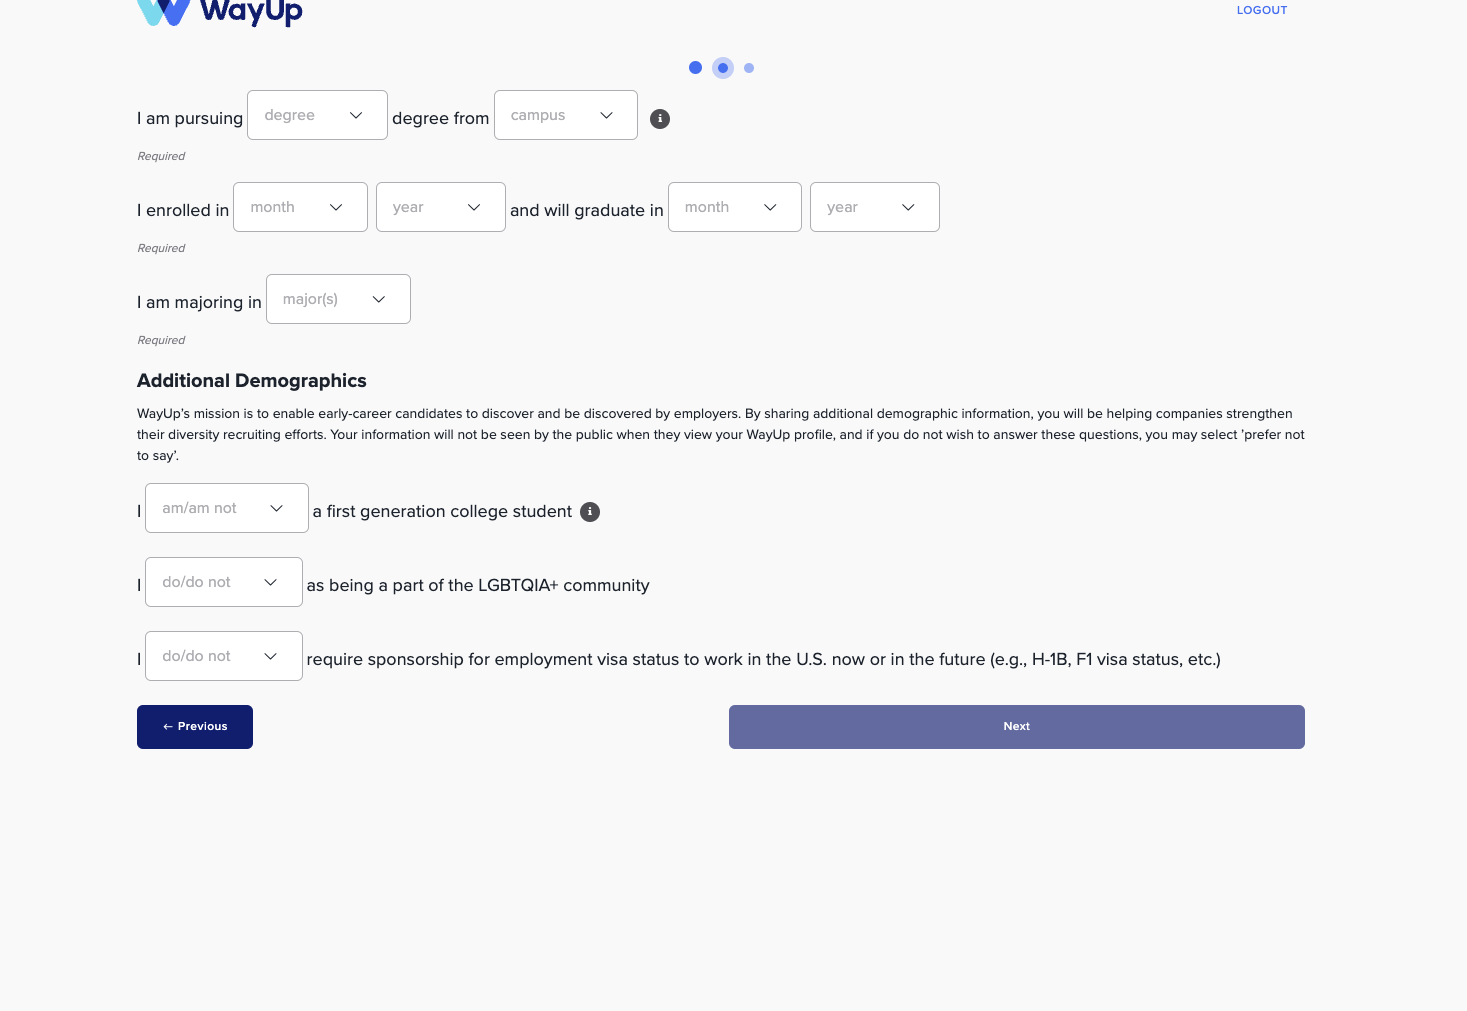 WayUp
LOGOUT
I am pursuing degree degree from campus i
Required
I enrolled in month year and will graduate in month year
Required
I am majoring in major(s)
Required
Additional Demographics
WayUp's mission is to enable early-career candidates to discover and be discovered by employers. By sharing additional demographic information, you will be helping companies strengthen
their diversity recruiting efforts. Your information will not be seen by the public when they view your WayUp profile, and if you do not wish to answer these questions, you may select 'prefer not
to say'.
I am/am not a first generation college student i
I do/do not as being a part of the LGBTQIA+ community
I do/do not require sponsorship for employment visa status to work in the U.S. now or in the future (e.g., H-1B, F1 visa status, etc.)
← Previous
Next